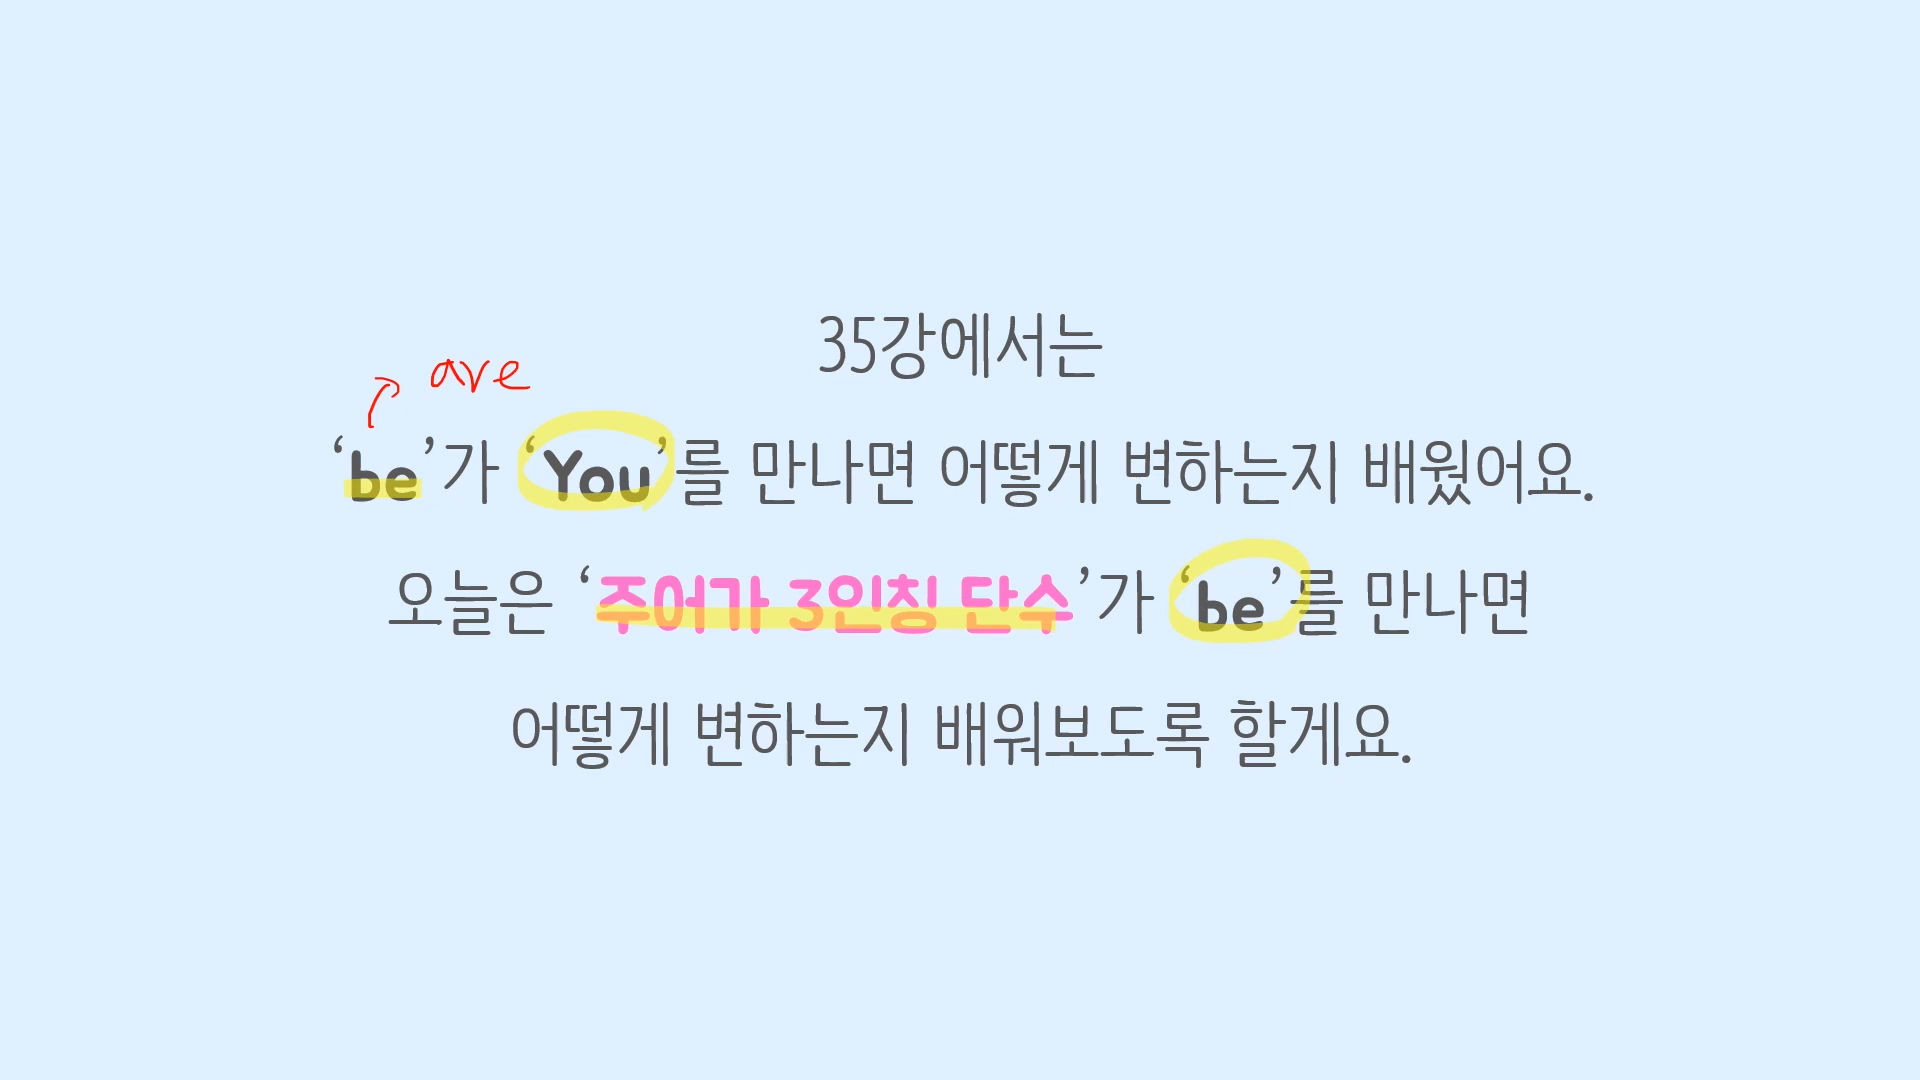 35강에서는
are
‘be’가 ‘You’를 만나면 어떻게 변하는지 배웠어요.
오늘은 ‘주어가 3인칭 단수’가 ‘be’를 만나면
어떻게 변하는지 배워보도록 할게요.